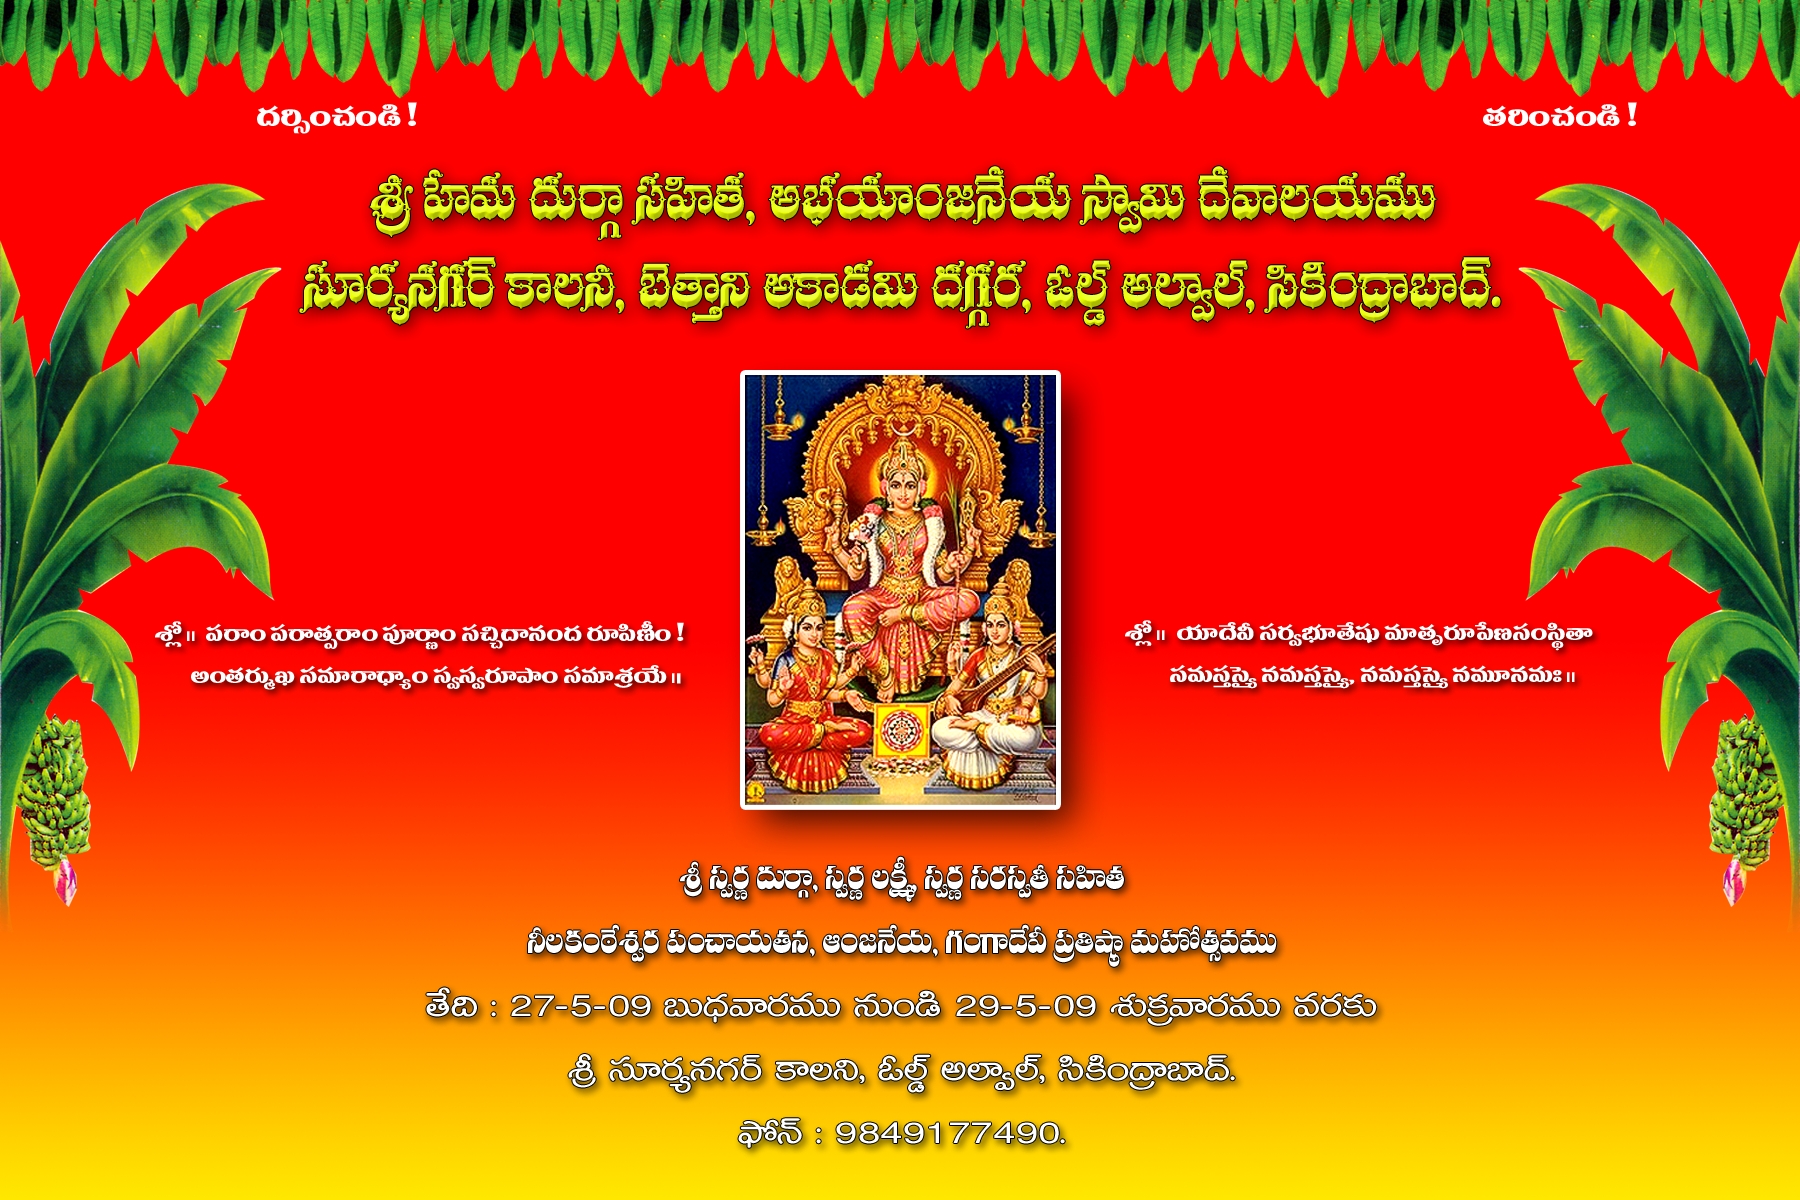 దర్శించండి !
తరించండి !
శ్రీ హేమ దుర్గా సహిత, అభయాంజనేయ స్వామి దేవాలయము
సూర్యనగర్ కాలనీ, బెత్తాని అకాడమి దగ్గర, ఓల్డ్ అల్వాల్, సికింద్రాబాద్.
శ్లో॥ పరాం పరాత్పరాం పూర్ణాం సచ్చిదానంద రూపిణీం !
అంతర్ముఖ సమారాధ్యాం స్వస్వరూపాం సమాశ్రయే॥
శ్లో॥ యాదేవీ సర్వభూతేషు మాతృరూపేణసంస్థితా
సమస్తస్యై నమస్తస్యై, నమస్తస్యై నమూనమః॥
శ్రీ స్వర్ణ దుర్గా, స్వర్ణ లక్ష్మీ, స్వర్ణ సరస్వతీ సహిత
నీలకంఠేశ్వర పంచాయతన, ఆంజనేయ, గంగాదేవీ ప్రతిష్ఠా మహోత్సవము
తేది : 27-5-09 బుధవారము నుండి 29-5-09 శుక్రవారము వరకు
శ్రీ సూర్యనగర్ కాలని, ఓల్డ్ అల్వాల్, సికింద్రాబాద్.
ఫోన్ : 9849177490.